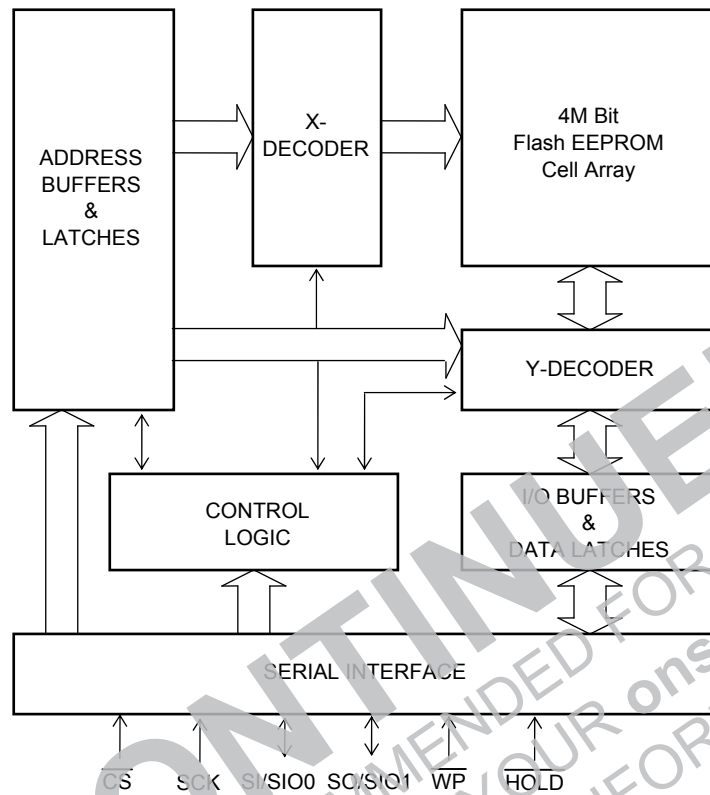 ADDRESS
BUFFERS
&
LATCHES
X-
DECODER
4M Bit
Flash EEPROM
Cell Array
Y-DECODER
CONTROL
LOGIC
I/O BUFFERS
&
DATA LATCHES
SERIAL INTERFACE
CS SCK SI/SIO0 SO/SIO1 WP HOLD